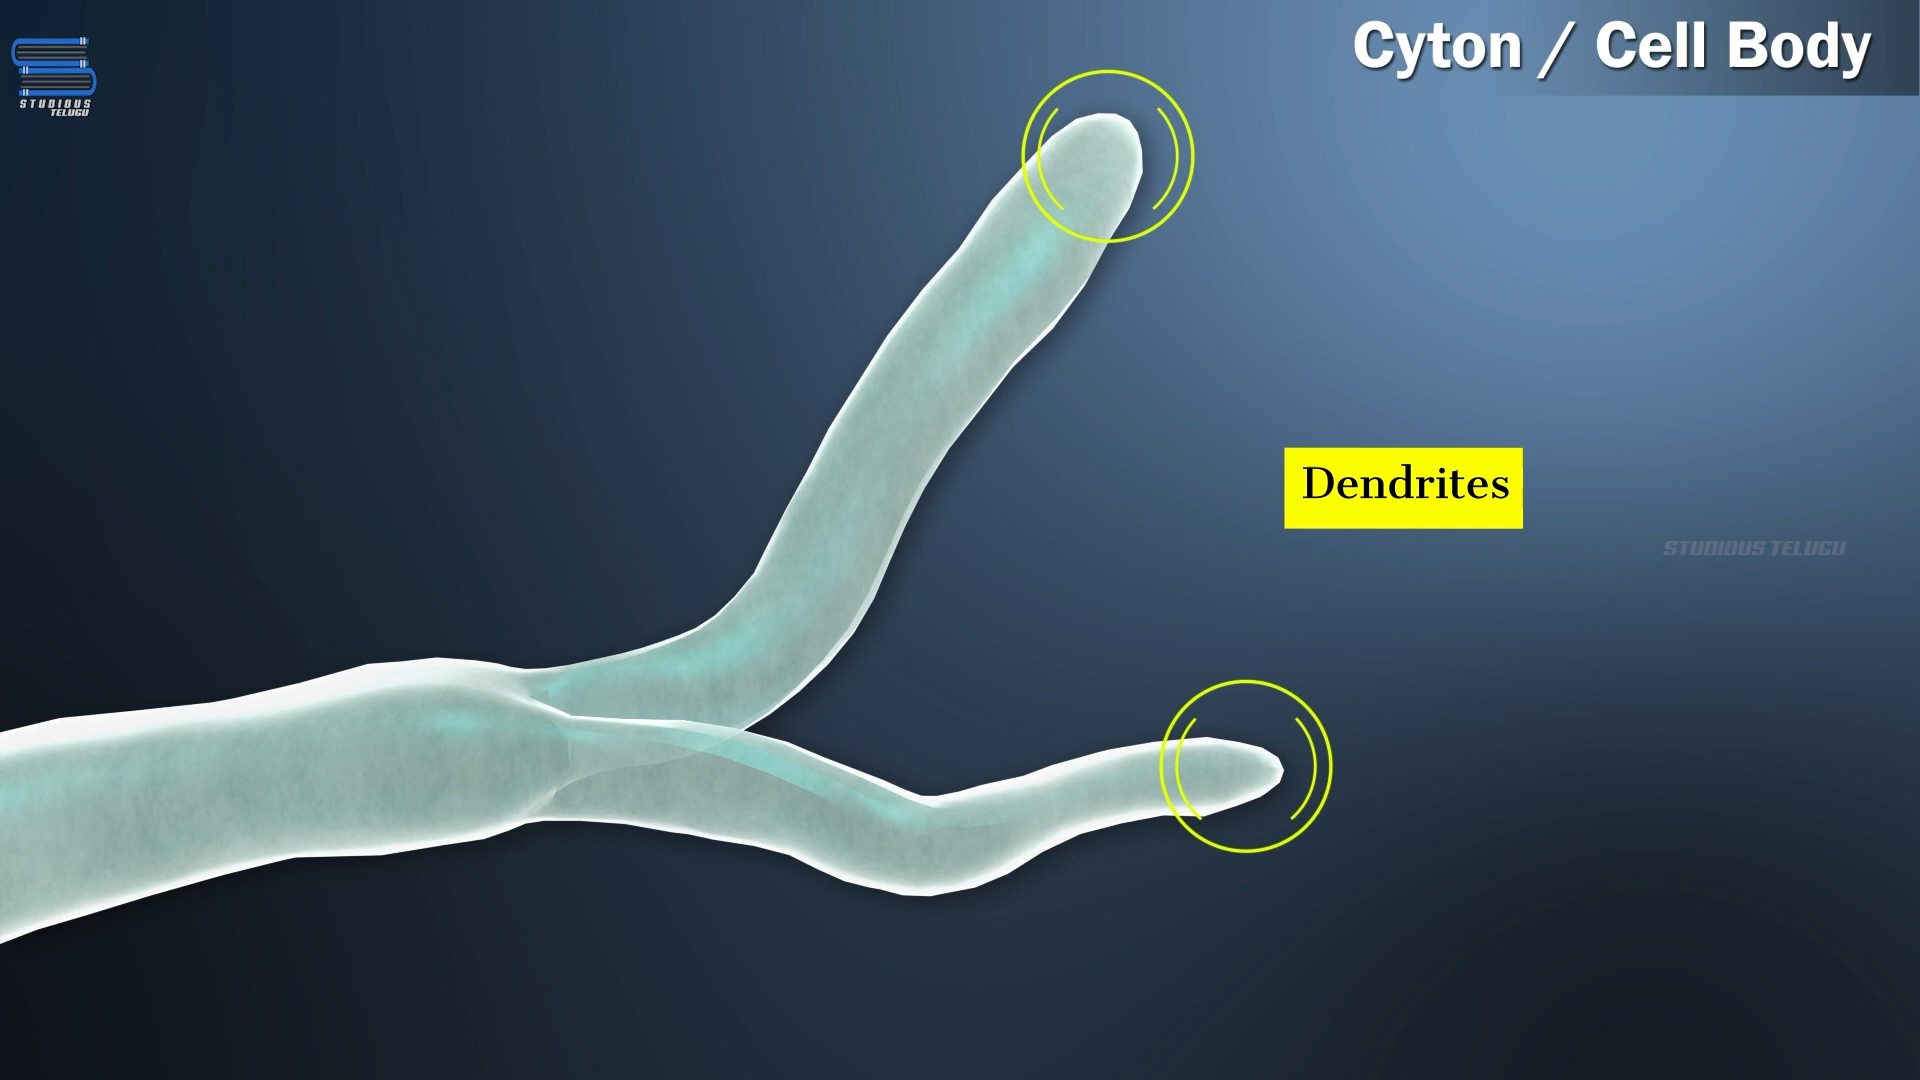 STUDIOUS
TELUGU
Cyton / Cell Body
Dendrites
STUDIOUS TELUGU